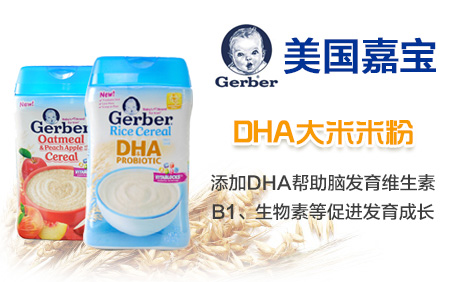 Gerber
美国嘉宝
DHA大米米粉
添加DHA帮助脑发育维生素
B1、生物素等促进发育成长
New!
Gerber
Oatmeal
& Peach Apple
Cereal
New!
Gerber
Rice Cereal
DHA
PROBIOTIC